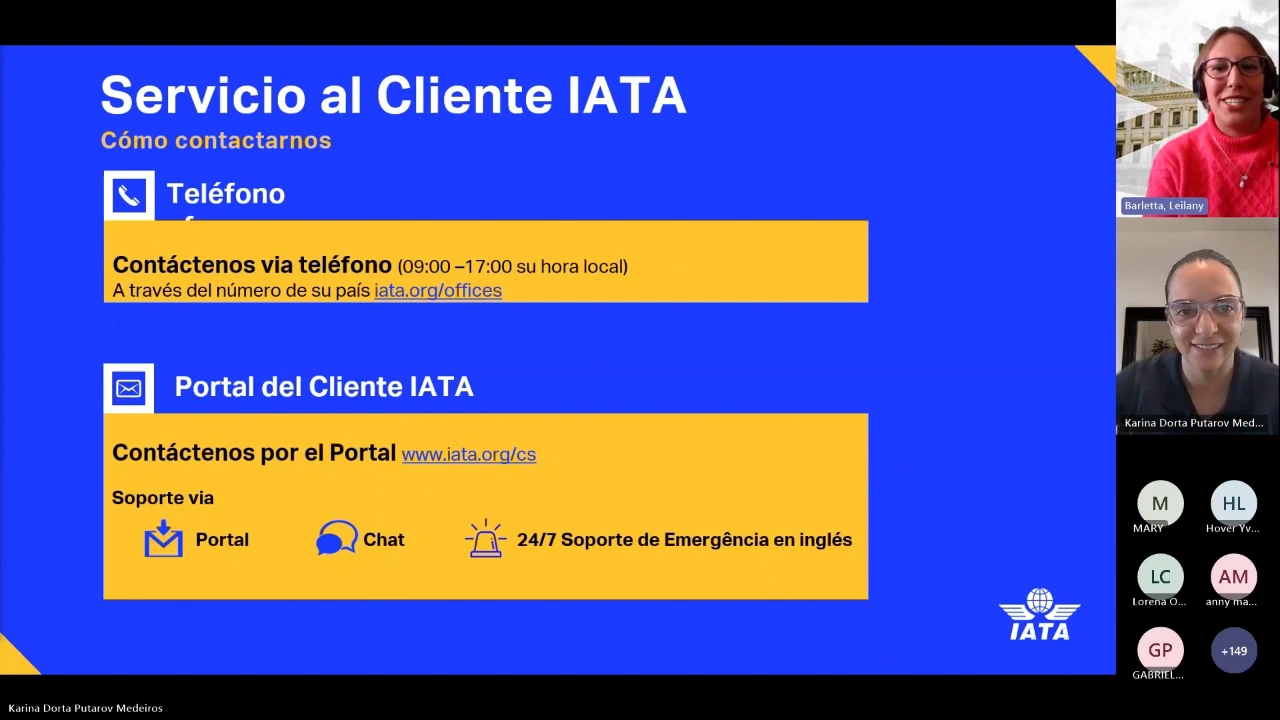 Servicio al Cliente IATA
Cómo contactarnos
Teléfono
Contáctenos via teléfono (09:00 –17:00 su hora local)
A través del número de su país iata.org/offices
Portal del Cliente IATA
Contáctenos por el Portal www.iata.org/cs
Soporte via
Portal
Chat
24/7 Soporte de Emergência en inglés
IATA
Barletta, Leilany
Karina Dorta Putarov Med...
M
HL
MARY
Hover Yv...
LC
AM
Lorena O...
anny ma...
GP
+149
GABRIEL...
Karina Dorta Putarov Medeiros